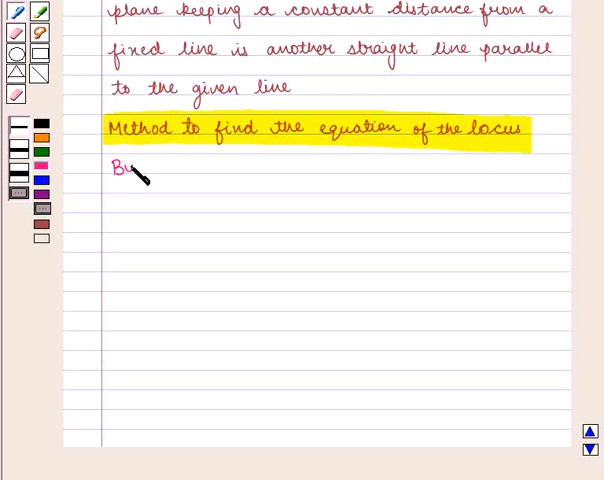 plane keeping a constant distance from a
fixed line is another straight line parallel
to the given line
Method to find the equation of the locus
Bu